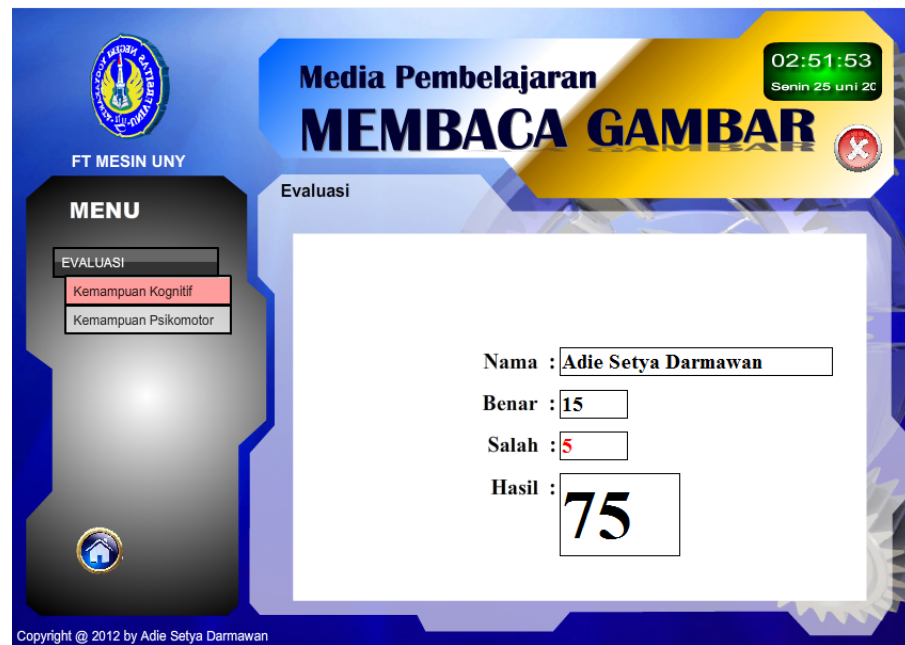 FT MESIN UNY
Media Pembelajaran
MEMBACA GAMBAR
02:51:53
Senin 25 uni 20
MENU
EVALUASI
Kemampuan Kognitif
Kemampuan Psikomotor
Evaluasi
Nama : Adie Setya Darmawan
Benar : 15
Salah : 5
Hasil : 75
Copyright @ 2012 by Adie Setya Darmawan